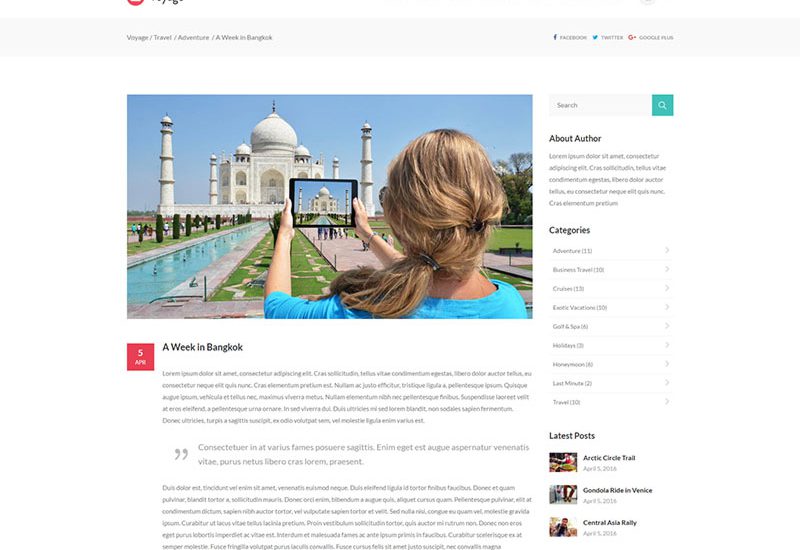 Voyage / Travel / Adventure / A Week in Bangkok
FACEBOOK TWITTER GOOGLE PLUS
Search
About Author
Lorem ipsum dolor sit amet, consectetur
adipiscing elit. Cras sollicitudin, tellus vitae
condimentum egestas, libero dolor auctor
tellus, eu consectetur neque elit quis nunc.
Cras elementum pretium
Categories
Adventure (11)
Business Travel (10)
Cruises (13)
Exotic Vacations (10)
Golf & Spa (6)
Holidays (3)
Honeymoon (6)
Last Minute (2)
Travel (10)
Latest Posts
Arctic Circle Trail
April 5, 2016
Gondola Ride in Venice
April 5, 2016
Central Asia Rally
April 5, 2016
5
APR
A Week in Bangkok
Lorem ipsum dolor sit amet, consectetur adipiscing elit. Cras sollicitudin, tellus vitae condimentum egestas, libero dolor auctor tellus, eu
consectetur neque elit quis nunc. Cras elementum pretium est. Nullam ac justo efficitur, tristique ligula a, pellentesque ipsum. Quisque
augue ipsum, vehicula et tellus nec, maximus viverra metus. Nullam elementum nibh nec pellentesque finibus. Suspendisse laoreet velit
at eros eleifend, a pellentesque urna ornare. In sed viverra dui. Duis ultricies mi sed lorem blandit, non sodales sapien fermentum.
Donec ultricies, turpis a sagittis suscipit, ex odio volutpat sem, vel molestie ligula enim varius est.
Consectetuer in at varius fames posuere sagittis. Enim eget est augue aspernatur venenatis
vitae, purus netus libero cras lorem, praesent.
Duis dolor est, tincidunt vel enim sit amet, venenatis euismod neque. Duis eleifend ligula id tortor finibus faucibus. Donec et quam
pulvinar, blandit tortor a, sollicitudin mauris. Donec orci enim, bibendum a augue quis, aliquet cursus quam. Pellentesque pulvinar, elit at
condimentum dictum, sapien nibh auctor tortor, vel vulputate sapien tortor et velit. Sed nulla nisi, congue eu quam vel, molestie gravida
ipsum. Curabitur ut lacus vitae tellus lacinia pretium. Proin vestibulum sollicitudin tortor, quis auctor mi rutrum non. Donec non eros
eget purus lobortis imperdiet ac vitae est. Interdum et malesuada fames ac ante ipsum primis in faucibus. Curabitur scelerisque ex at
semper molestie. Fusce fringilla volutpat purus iaculis convallis. Fusce cursus felis sit amet justo suscipit, nec convallis magna